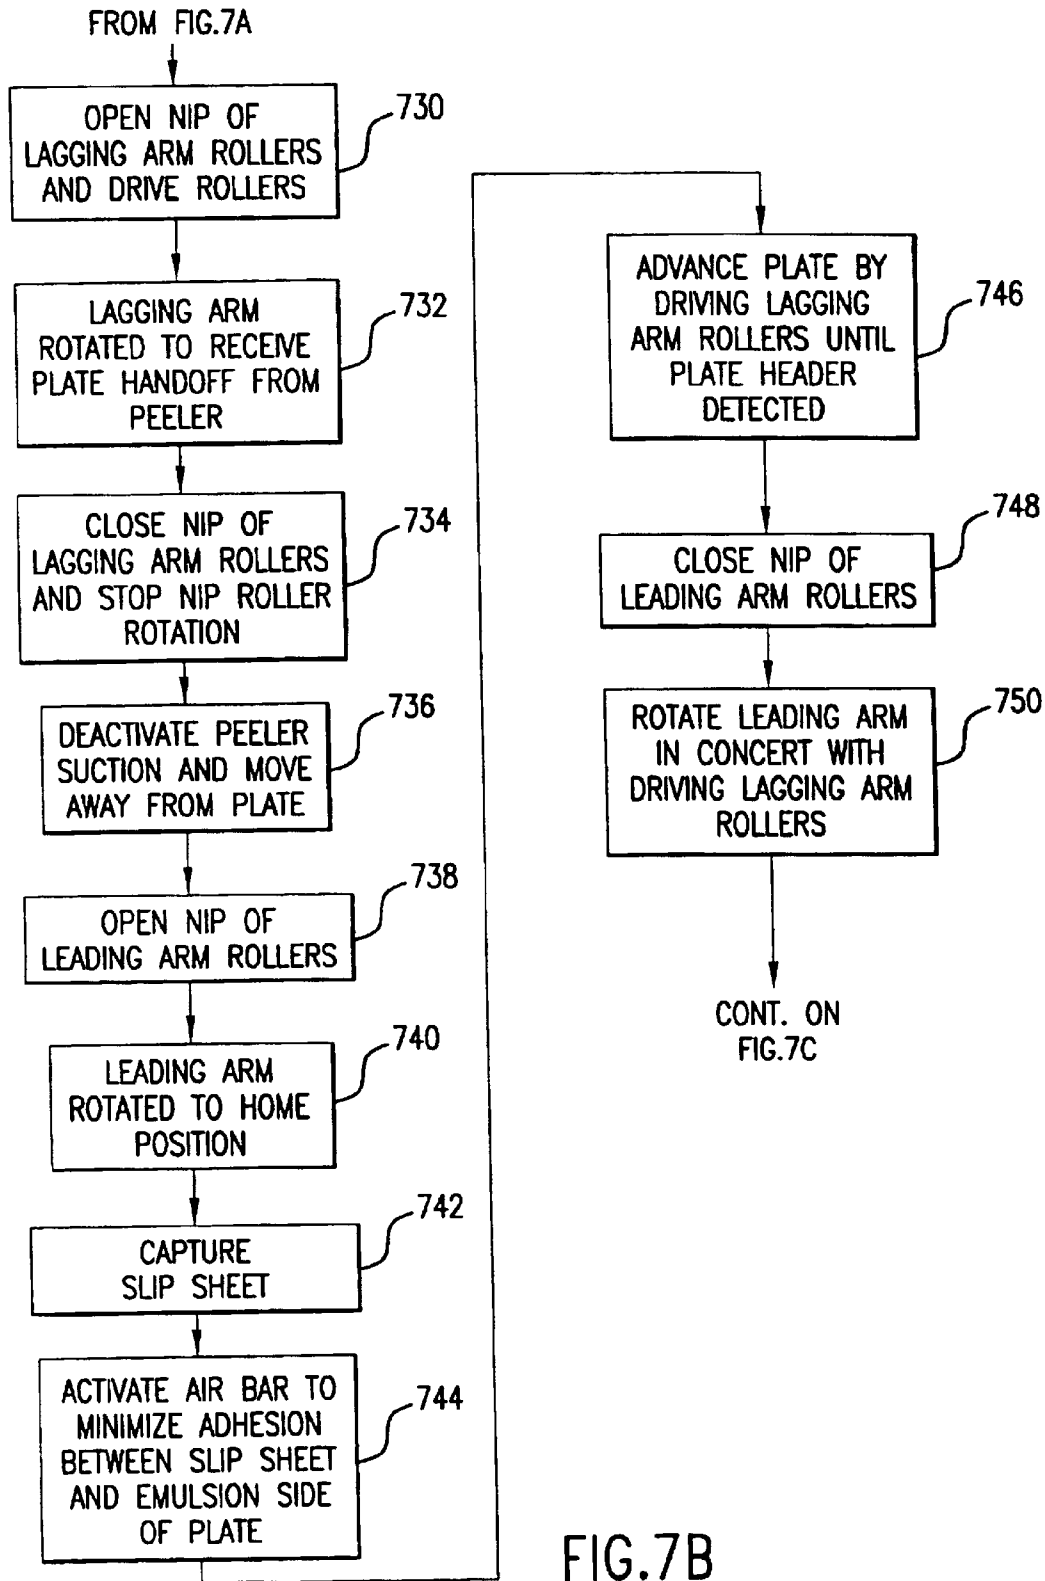 FROM FIG.7A
OPEN NIP OF
LAGGING ARM ROLLERS
AND DRIVE ROLLERS
730
LAGGING ARM
ROTATED TO RECEIVE
PLATE HANDOFF FROM
PEELER
732
CLOSE NIP OF
LAGGING ARM ROLLERS
AND STOP NIP ROLLER
ROTATION
734
DEACTIVATE PEELER
SUCTION AND MOVE
AWAY FROM PLATE
736
OPEN NIP OF
LEADING ARM ROLLERS
738
LEADING ARM
ROTATED TO HOME
POSITION
740
CAPTURE
SLIP SHEET
742
ACTIVATE AIR BAR TO
MINIMIZE ADHESION
BETWEEN SLIP SHEET
AND EMULSION SIDE
OF PLATE
744
ADVANCE PLATE BY
DRIVING LAGGING
ARM ROLLERS UNTIL
PLATE HEADER
DETECTED
746
CLOSE NIP OF
LEADING ARM ROLLERS
748
ROTATE LEADING ARM
IN CONCERT WITH
DRIVING LAGGING ARM
ROLLERS
750
CONT. ON
FIG.7C
FIG.7B